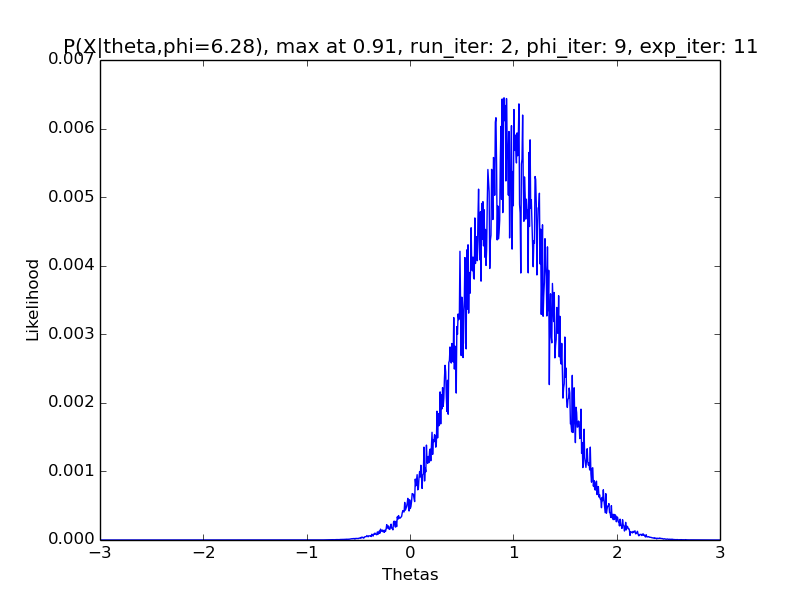 P(X|theta,phi=6.28), max at 0.91, run_iter: 2, phi_iter: 9, exp_iter: 11
0.007
0.006
0.005
0.004
0.003
0.002
0.001
0.000
Likelihood
−3 −2 −1 0 1 2 3
Thetas